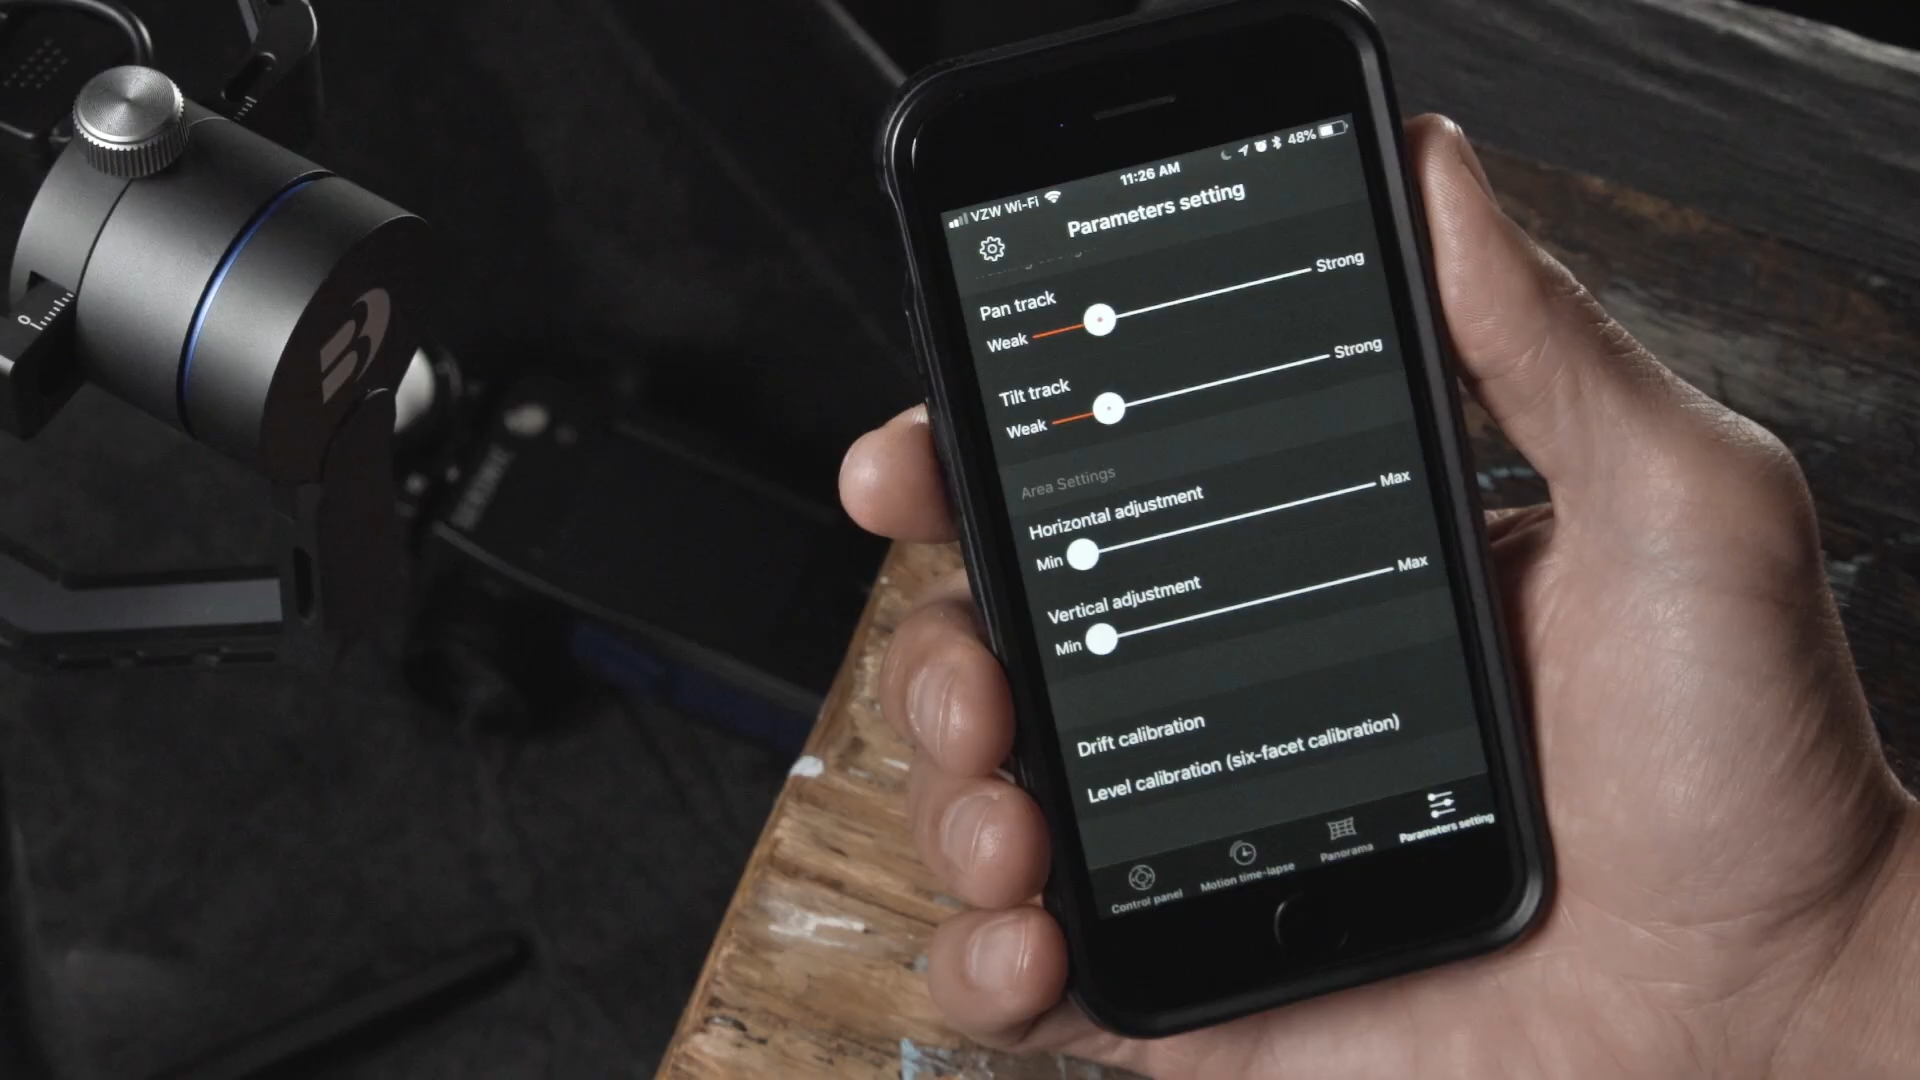 VZW Wi-Fi
11:26 AM
48%
Parameters setting
Pan track
Weak
Strong
Tilt track
Weak
Strong
Area Settings
Horizontal adjustment
Min
Max
Vertical adjustment
Min
Max
Drift calibration
Level calibration (six-facet calibration)
Control panel
Motion time-lapse
Panorama
Parameters setting
0